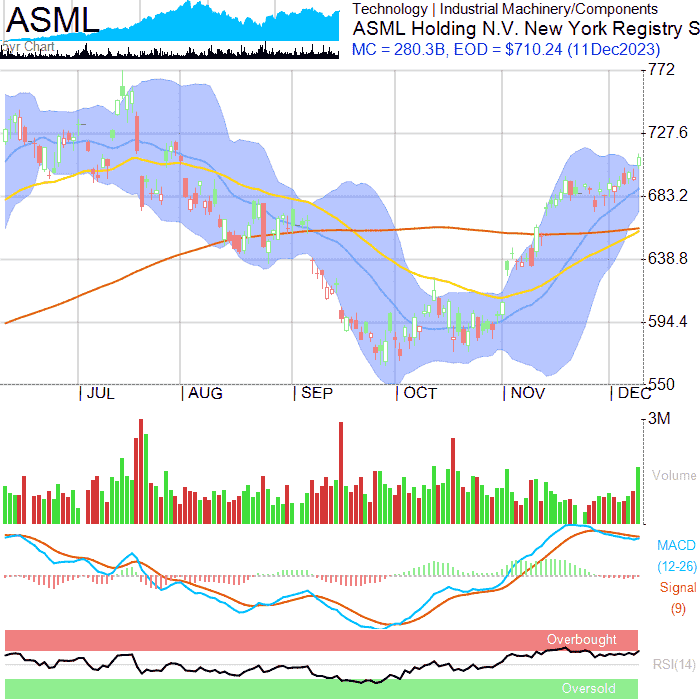 ASML
5yr Chart
Technology | Industrial Machinery/Components
ASML Holding N.V. New York Registry S
MC = 280.3B, EOD = $710.24 (11Dec2023)
772
727.6
683.2
638.8
594.4
550
| JUL | AUG | SEP | OCT | NOV | DEC
3M
Volume
MACD
(12-26)
Signal
(9)
Overbought
RSI(14)
Oversold